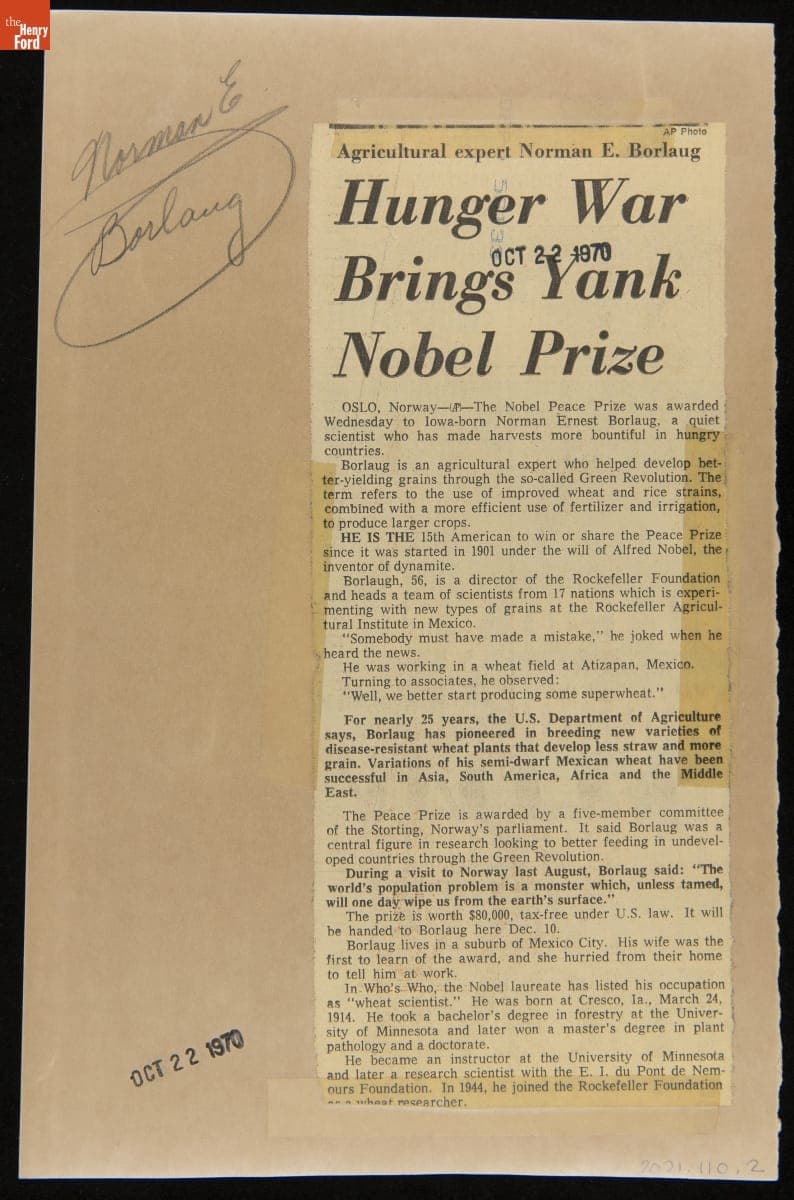 the
Henry
Ford
Norman E
Borlaug
AP Photo
Agricultural expert Norman E. Borlaug
Hunger War
OCT 22 1970
Brings Yank
Nobel Prize
OSLO, Norway—(AP)—The Nobel Peace Prize was awarded
Wednesday to Iowa-born Norman Ernest Borlaug, a quiet
scientist who has made harvests more bountiful in hungry
countries.
Borlaug is an agricultural expert who helped develop bet-
ter-yielding grains through the so-called Green Revolution. The
term refers to the use of improved wheat and rice strains,
combined with a more efficient use of fertilizer and irrigation,
to produce larger crops.
HE IS THE 15th American to win or share the Peace Prize
since it was started in 1901 under the will of Alfred Nobel, the
inventor of dynamite.
Borlaugh, 56, is a director of the Rockefeller Foundation
and heads a team of scientists from 17 nations which is experi-
menting with new types of grains at the Rockefeller Agricul-
tural Institute in Mexico.
"Somebody must have made a mistake," he joked when he
heard the news.
He was working in a wheat field at Atizapan, Mexico.
Turning to associates, he observed:
"Well, we better start producing some superwheat."
For nearly 25 years, the U.S. Department of Agriculture
says, Borlaug has pioneered in breeding new varieties of
disease-resistant wheat plants that develop less straw and more
grain. Variations of his semi-dwarf Mexican wheat have been
successful in Asia, South America, Africa and the Middle
East.
The Peace Prize is awarded by a five-member committee
of the Storting, Norway's parliament. It said Borlaug was a
central figure in research looking to better feeding in undevel-
oped countries through the Green Revolution.
During a visit to Norway last August, Borlaug said: "The
world's population problem is a monster which, unless tamed,
will one day wipe us from the earth's surface."
The prize is worth $80,000, tax-free under U.S. law. It will
be handed to Borlaug here Dec. 10.
Borlaug lives in a suburb of Mexico City. His wife was the
first to learn of the award, and she hurried from their home
to tell him at work.
In Who's Who, the Nobel laureate has listed his occupation
as "wheat scientist." He was born at Cresco, Ia., March 24,
1914. He took a bachelor's degree in forestry at the Univer-
sity of Minnesota and later won a master's degree in plant
pathology and a doctorate.
He became an instructor at the University of Minnesota
and later a research scientist with the E. I. du Pont de Nem-
ours Foundation. In 1944, he joined the Rockefeller Foundation
as a wheat researcher.
OCT 22 1970
2021.110.2